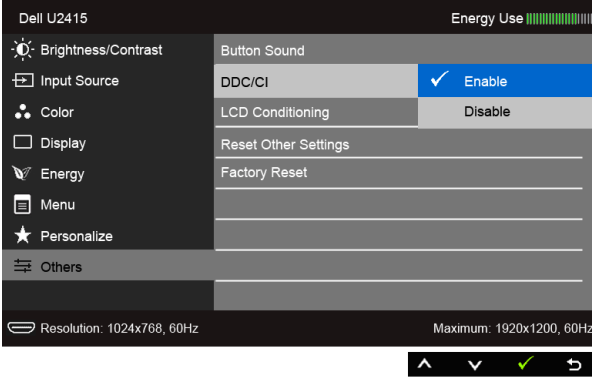 Dell U2415
Energy Use
Brightness/Contrast
Button Sound
Input Source
DDC/CI
Enable
Color
LCD Conditioning
Disable
Display
Reset Other Settings
Energy
Factory Reset
Menu
Personalize
Others
Resolution: 1024x768, 60Hz
Maximum: 1920x1200, 60Hz